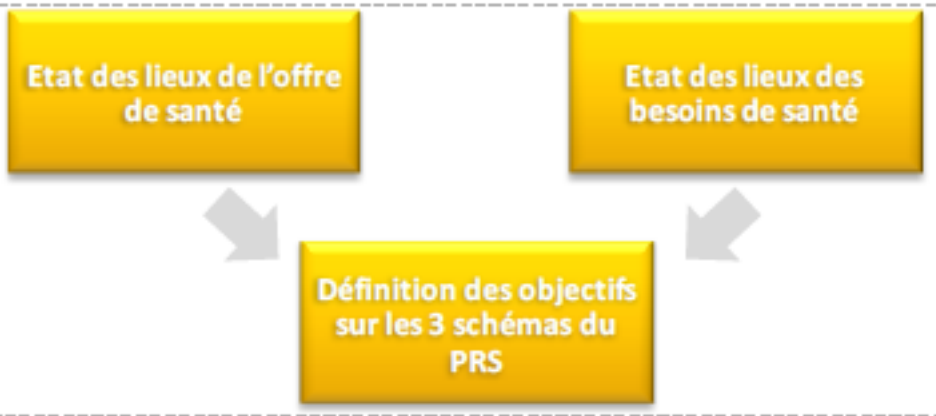 Etat des lieux de l’offre
de santé
Etat des lieux des
besoins de santé
Définition des objectifs
sur les 3 schémas du
PRS